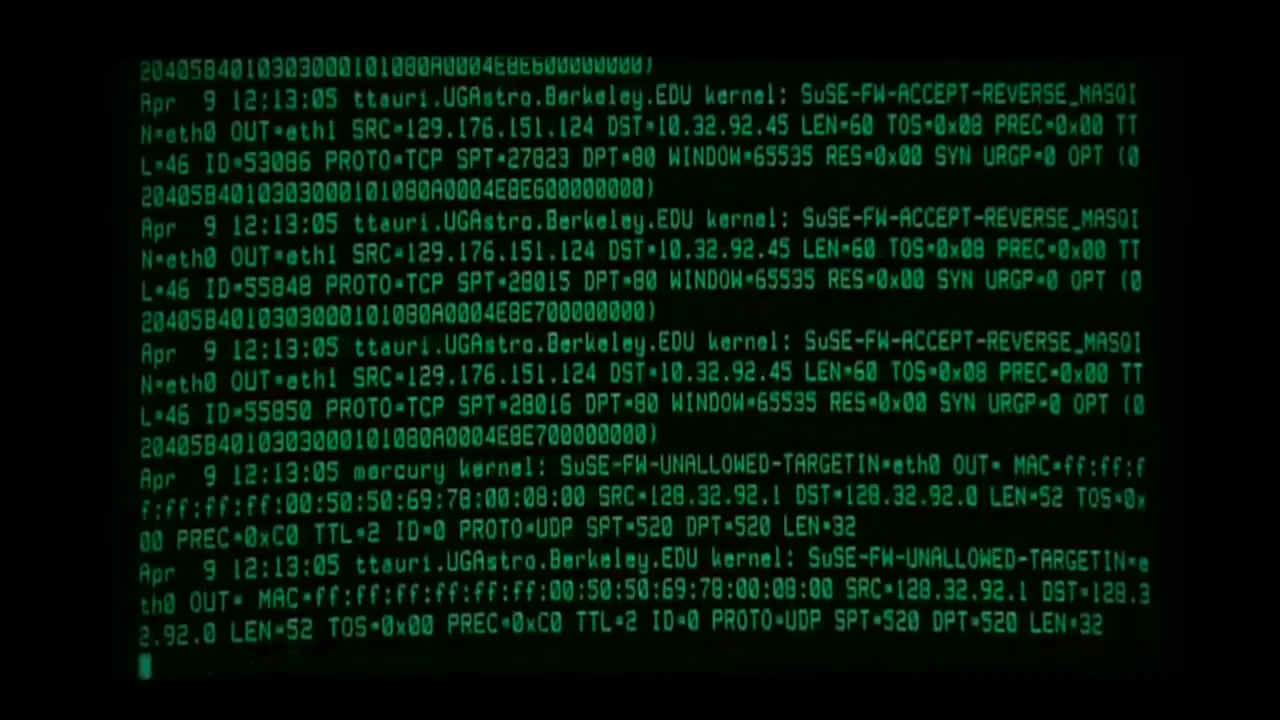 204058401030300010101080A0004E8E600000000)
Apr  9 12:13:05 ttauri.UGAstro.Berkeley.EDU kernel: SuSE-FW-ACCEPT-REVERSE_MASQI
N=eth0 OUT=eth1 SRC=129.176.151.124 DST=10.32.92.45 LEN=60 TOS=0x08 PREC=0x00 TT
L=46 ID=53086 PROTO=TCP SPT=27823 DPT=80 WINDOW=65535 RES=0x00 SYN URGP=0 OPT (0
20405B4010303000101080A0004E8E600000000)
Apr  9 12:13:05 ttauri.UGAstro.Berkeley.EDU kernel: SuSE-FW-ACCEPT-REVERSE_MASQI
N=eth0 OUT=eth1 SRC=129.176.151.124 DST=10.32.92.45 LEN=60 TOS=0x08 PREC=0x00 TT
L=46 ID=55848 PROTO=TCP SPT=28015 DPT=80 WINDOW=65535 RES=0x00 SYN URGP=0 OPT (0
20405B4010303000101080A0004E8E700000000)
Apr  9 12:13:05 ttauri.UGAstro.Berkeley.EDU kernel: SuSE-FW-ACCEPT-REVERSE_MASQI
N=eth0 OUT=eth1 SRC=129.176.151.124 DST=10.32.92.45 LEN=60 TOS=0x08 PREC=0x00 TT
L=46 ID=55850 PROTO=TCP SPT=28016 DPT=80 WINDOW=65535 RES=0x00 SYN URGP=0 OPT (0
20405B4010303000101080A0004E8E700000000)
Apr  9 12:13:05 mercury kernel: SuSE-FW-UNALLOWED-TARGETIN=eth0 OUT= MAC=ff:ff:f
f:ff:ff:ff:00:50:50:69:78:00:08:00 SRC=128.32.92.1 DST=128.32.92.0 LEN=52 TOS=0x
00 PREC=0xC0 TTL=2 ID=0 PROTO=UDP SPT=520 DPT=520 LEN=32
Apr  9 12:13:05 ttauri.UGAstro.Berkeley.EDU kernel: SuSE-FW-UNALLOWED-TARGETIN=e
th0 OUT= MAC=ff:ff:ff:ff:ff:ff:00:50:50:69:78:00:08:00 SRC=128.32.92.1 DST=128.3
2.92.0 LEN=52 TOS=0x00 PREC=0xC0 TTL=2 ID=0 PROTO=UDP SPT=520 DPT=520 LEN=32